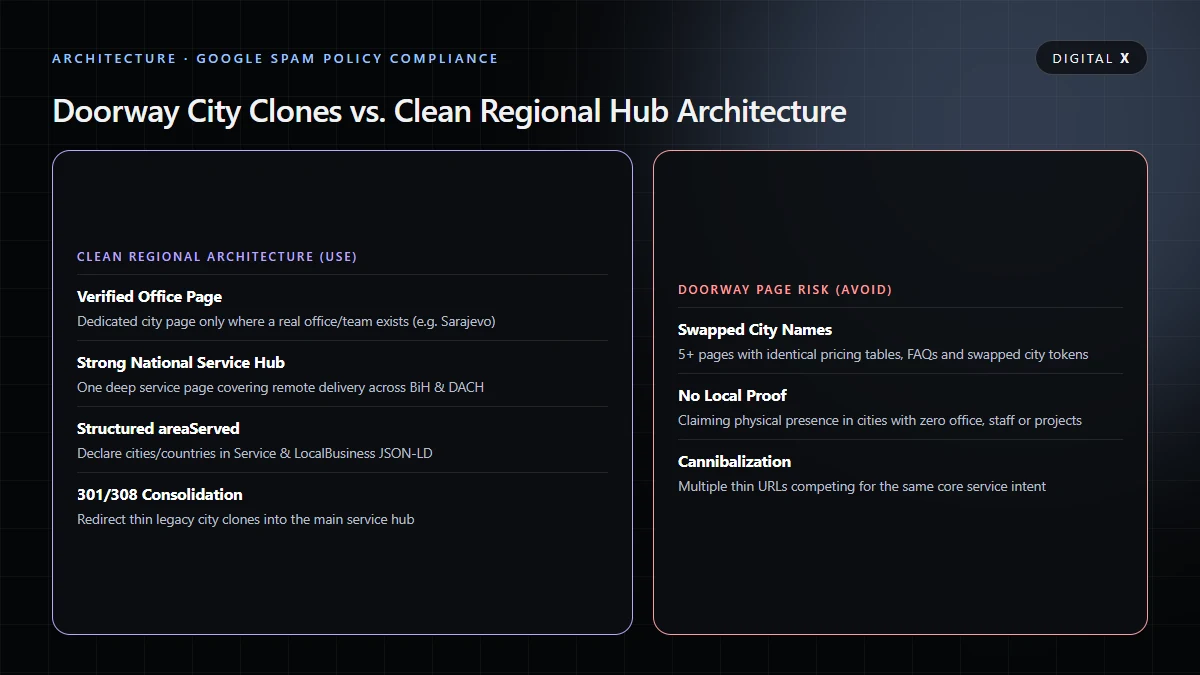 ARCHITECTURE · GOOGLE SPAM POLICY COMPLIANCE
DIGITAL X
Doorway City Clones vs. Clean Regional Hub Architecture
CLEAN REGIONAL ARCHITECTURE (USE)
Verified Office Page
Dedicated city page only where a real office/team exists (e.g. Sarajevo)
Strong National Service Hub
One deep service page covering remote delivery across BiH & DACH
Structured areaServed
Declare cities/countries in Service & LocalBusiness JSON-LD
301/308 Consolidation
Redirect thin legacy city clones into the main service hub
DOORWAY PAGE RISK (AVOID)
Swapped City Names
5+ pages with identical pricing tables, FAQs and swapped city tokens
No Local Proof
Claiming physical presence in cities with zero office, staff or projects
Cannibalization
Multiple thin URLs competing for the same core service intent